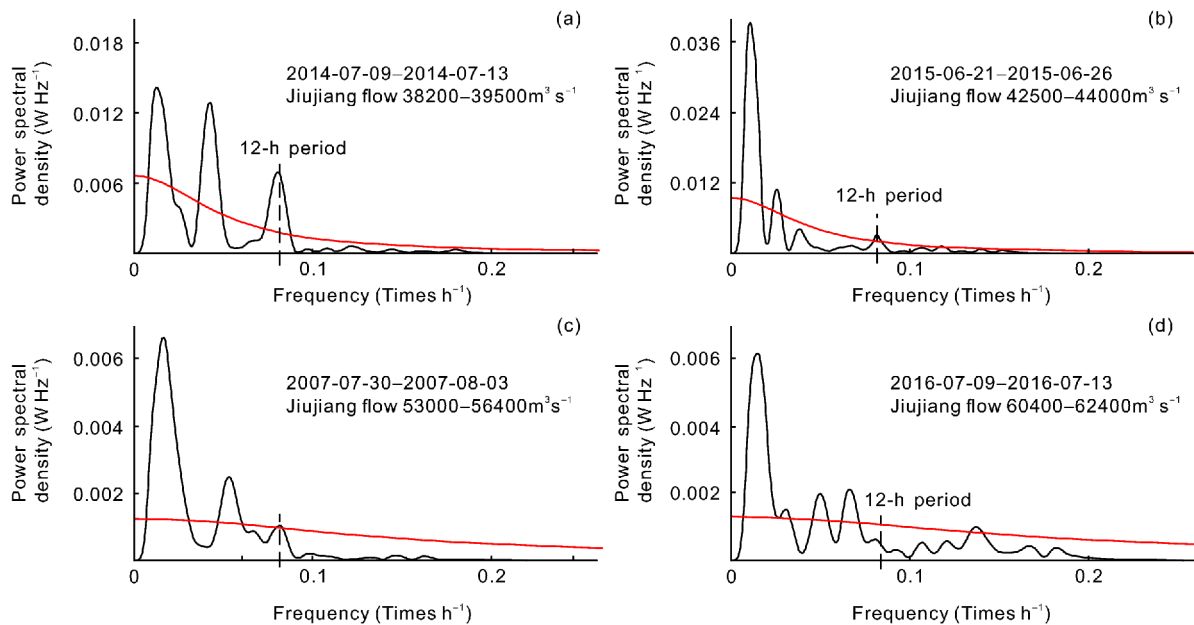 (a)
0.018
0.012
0.006
Power spectral
density (W Hz⁻¹)
2014-07-09–2014-07-13
Jiujiang flow 38200–39500m³ s⁻¹
12-h period
0 0.1 0.2
Frequency (Times h⁻¹)
(b)
0.036
0.024
0.012
Power spectral
density (W Hz⁻¹)
2015-06-21–2015-06-26
Jiujiang flow 42500–44000m³ s⁻¹
12-h period
0 0.1 0.2
Frequency (Times h⁻¹)
(c)
0.006
0.004
0.002
Power spectral
density (W Hz⁻¹)
2007-07-30–2007-08-03
Jiujiang flow 53000–56400m³s⁻¹
0 0.1 0.2
Frequency (Times h⁻¹)
(d)
0.006
0.004
0.002
Power spectral
density (W Hz⁻¹)
2016-07-09–2016-07-13
Jiujiang flow 60400–62400m³ s⁻¹
12-h period
0 0.1 0.2
Frequency (Times h⁻¹)